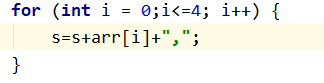 for (int i = 0;i<=4; i++) {
    s=s+arr[i]+",";
}